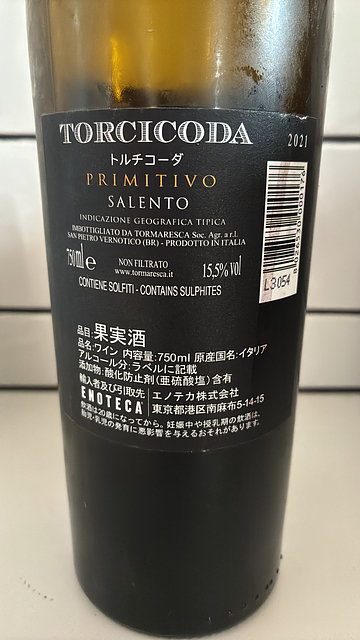 TORCICODA
2021
トルチコーダ
PRIMITIVO
SALENTO
INDICAZIONE GEOGRAFICA TIPICA
IMBOTTIGLIATO DA TORMARESCA Soc. Agr. a r.l.
SAN PIETRO VERNOTICO (BR) - PRODOTTO IN ITALIA
750ml e
NON FILTRATO
www.tormaresca.it
15,5% vol
CONTIENE SOLFITI - CONTAINS SULPHITES
L3054
品目:果実酒
品名:ワイン 内容量:750ml 原産国名:イタリア
アルコール分:ラベルに記載
添加物:酸化防止剤(亜硫酸塩)含有
輸入者及び引取先
ENOTECA
エノテカ株式会社
東京都港区南麻布5-14-15
飲酒は20歳になってから。妊娠中や授乳期の飲酒は、
胎児・乳児の発育に悪影響を与えるおそれがあります。